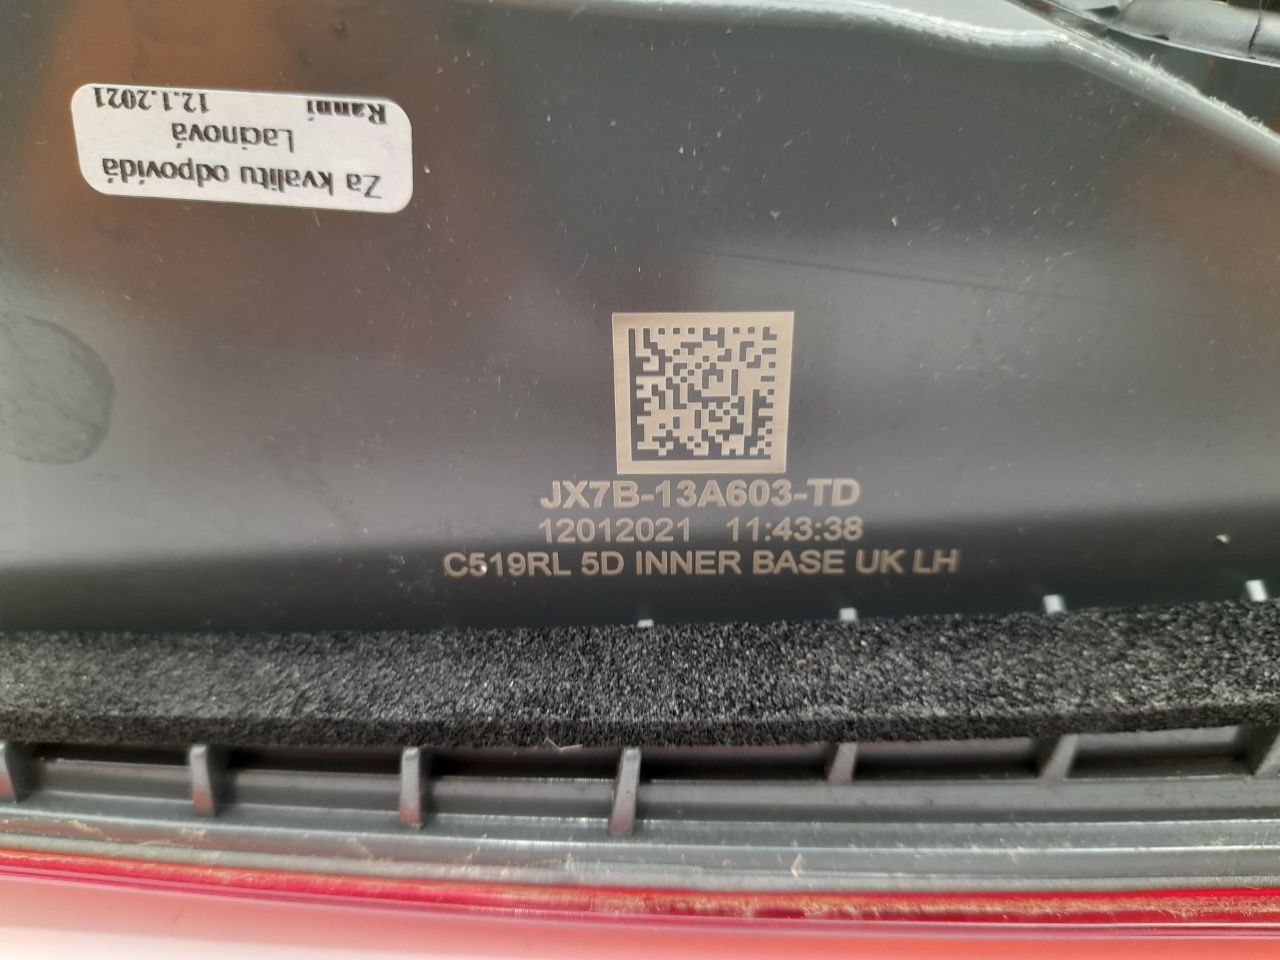 Za kvalitu odpovídá
Lacinová
Ranní 12.1.2021
JX7B-13A603-TD
12012021 11:43:38
C519RL 5D INNER BASE UK LH